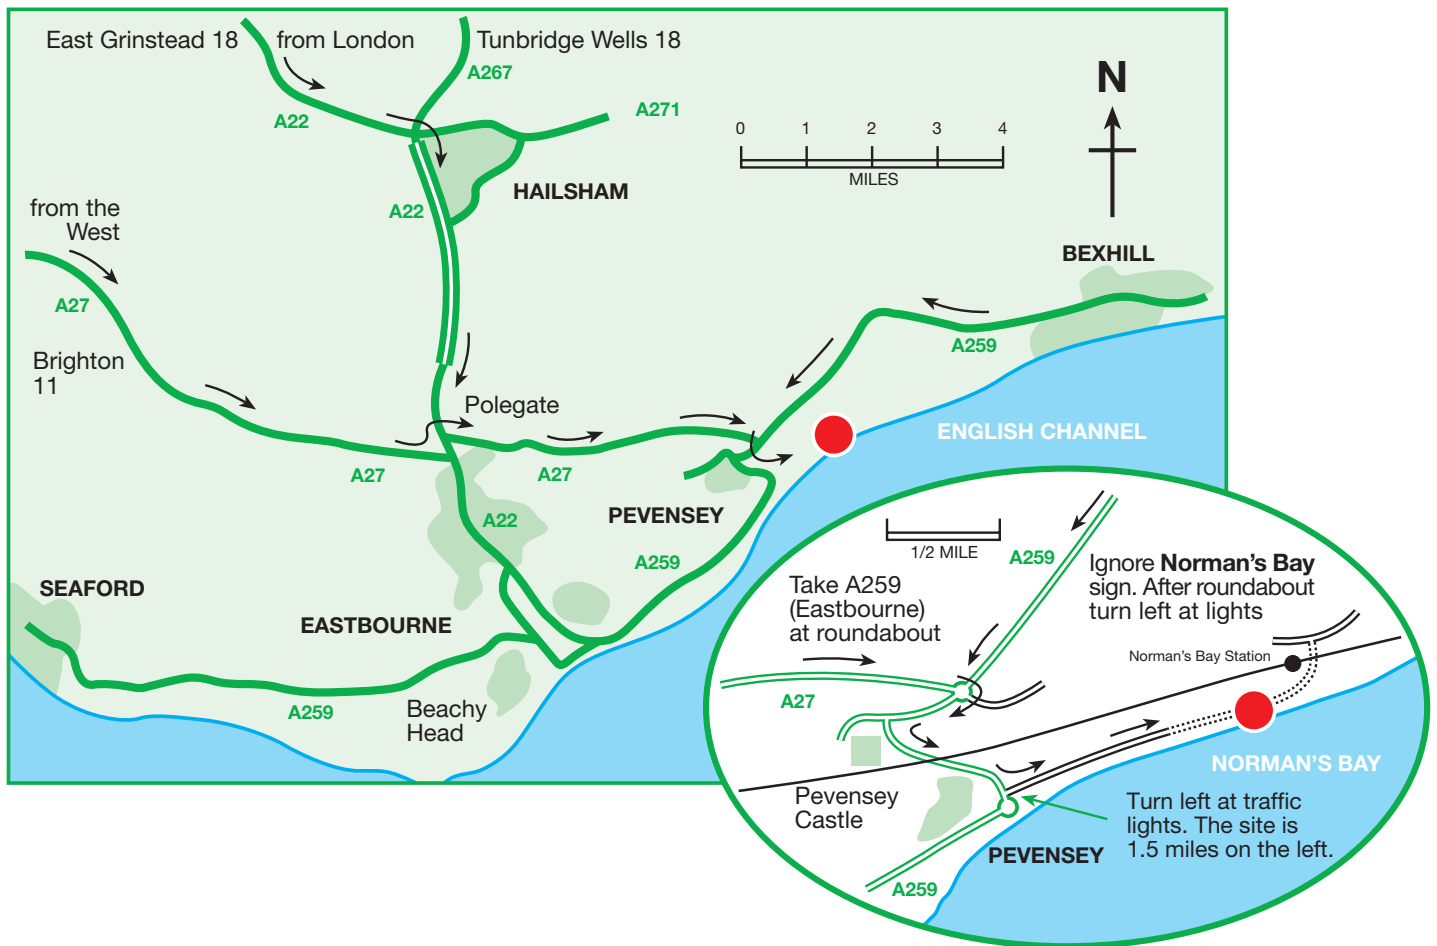 East Grinstead 18
from London
Tunbridge Wells 18
A267
A22
A271
N
0 1 2 3 4
MILES
HAILSHAM
A22
from the
West
A27
BEXHILL
A259
Brighton
11
Polegate
ENGLISH CHANNEL
A27
A27
A22
PEVENSEY
A259
SEAFORD
EASTBOURNE
A259
Beachy
Head
1/2 MILE
A259
Ignore Norman's Bay
sign. After roundabout
turn left at lights
Take A259
(Eastbourne)
at roundabout
Norman's Bay Station
A27
NORMAN'S BAY
Pevensey
Castle
Turn left at traffic
lights. The site is
1.5 miles on the left.
PEVENSEY
A259